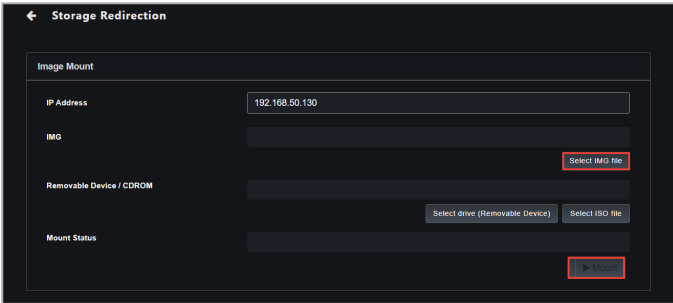 Storage Redirection
Image Mount
IP Address
192.168.50.130
IMG
Select IMG file
Removable Device / CDROM
Select drive (Removable Device)
Select ISO file
Mount Status
Mount